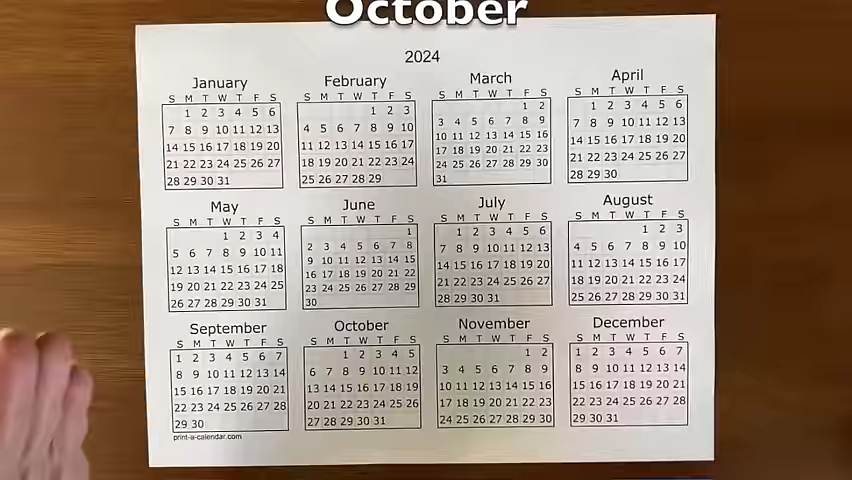 October
2024
January
S M T W T F S
1 2 3 4 5 6
7 8 9 10 11 12 13
14 15 16 17 18 19 20
21 22 23 24 25 26 27
28 29 30 31
February
S M T W T F S
1 2 3
4 5 6 7 8 9 10
11 12 13 14 15 16 17
18 19 20 21 22 23 24
25 26 27 28 29
March
S M T W T F S
1 2
3 4 5 6 7 8 9
10 11 12 13 14 15 16
17 18 19 20 21 22 23
24 25 26 27 28 29 30
31
April
S M T W T F S
1 2 3 4 5 6
7 8 9 10 11 12 13
14 15 16 17 18 19 20
21 22 23 24 25 26 27
28 29 30
May
S M T W T F S
1 2 3 4
5 6 7 8 9 10 11
12 13 14 15 16 17 18
19 20 21 22 23 24 25
26 27 28 29 30 31
June
S M T W T F S
1
2 3 4 5 6 7 8
9 10 11 12 13 14 15
16 17 18 19 20 21 22
23 24 25 26 27 28 29
30
July
S M T W T F S
1 2 3 4 5 6
7 8 9 10 11 12 13
14 15 16 17 18 19 20
21 22 23 24 25 26 27
28 29 30 31
August
S M T W T F S
1 2 3
4 5 6 7 8 9 10
11 12 13 14 15 16 17
18 19 20 21 22 23 24
25 26 27 28 29 30 31
September
S M T W T F S
1 2 3 4 5 6 7
8 9 10 11 12 13 14
15 16 17 18 19 20 21
22 23 24 25 26 27 28
29 30
October
S M T W T F S
1 2 3 4 5
6 7 8 9 10 11 12
13 14 15 16 17 18 19
20 21 22 23 24 25 26
27 28 29 30 31
November
S M T W T F S
1 2
3 4 5 6 7 8 9
10 11 12 13 14 15 16
17 18 19 20 21 22 23
24 25 26 27 28 29 30
December
S M T W T F S
1 2 3 4 5 6 7
8 9 10 11 12 13 14
15 16 17 18 19 20 21
22 23 24 25 26 27 28
29 30 31
print-a-calendar.com